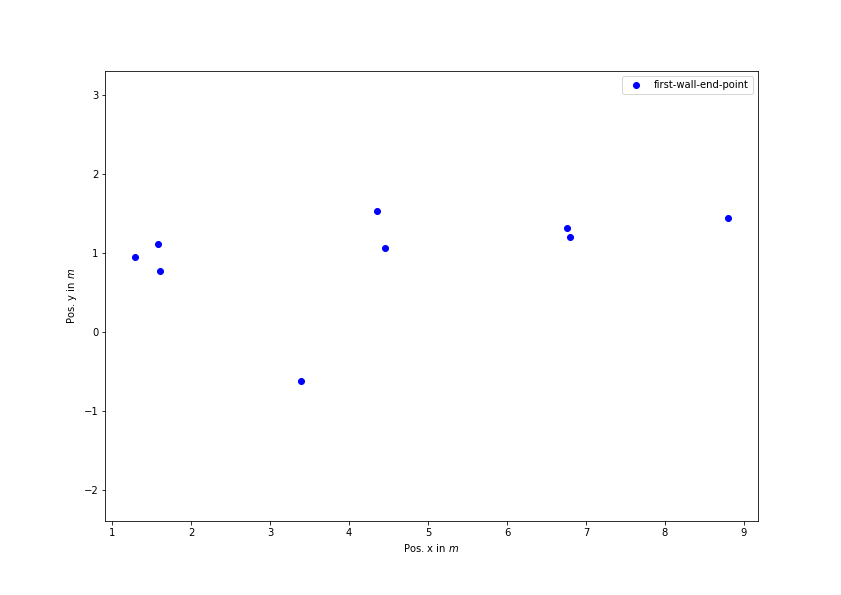 first-wall-end-point
3
2
1
0
−1
−2
Pos. y in m
1 2 3 4 5 6 7 8 9
Pos. x in m